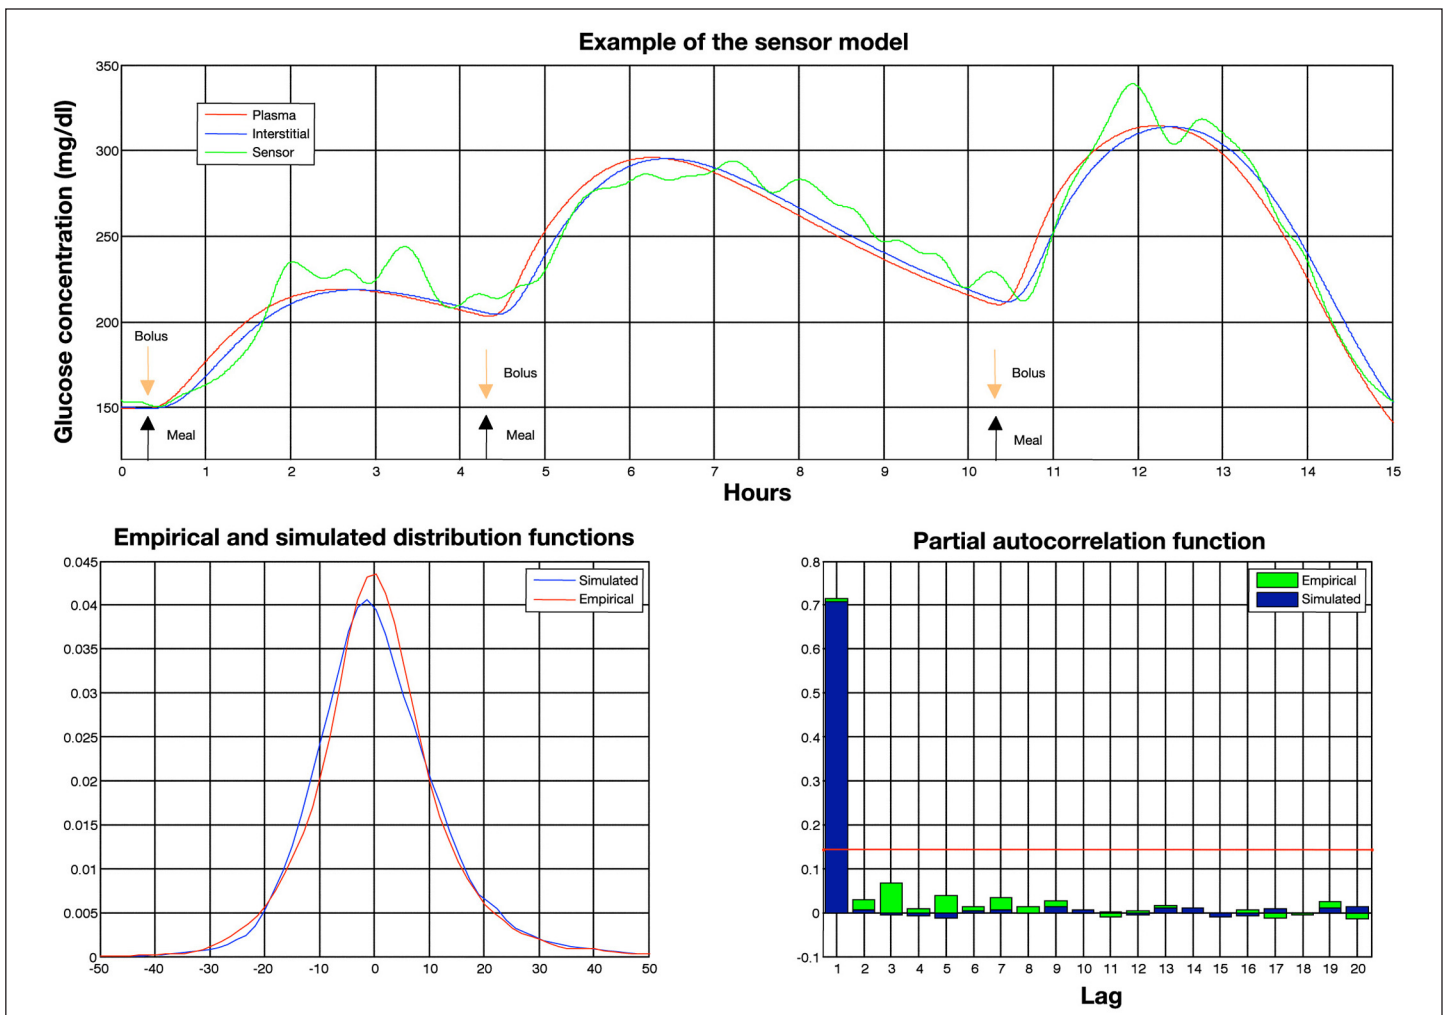 Example of the sensor model
Glucose concentration (mg/dl)
350
300
250
200
150
Plasma
Interstitial
Sensor
Bolus
Meal
Bolus
Meal
Bolus
Meal
0 1 2 3 4 5 6 7 8 9 10 11 12 13 14 15
Hours
Empirical and simulated distribution functions
0.045
0.04
0.035
0.03
0.025
0.02
0.015
0.01
0.005
0
Simulated
Empirical
-50 -40 -30 -20 -10 0 10 20 30 40 50
Partial autocorrelation function
0.8
0.7
0.6
0.5
0.4
0.3
0.2
0.1
0
-0.1
Empirical
Simulated
1 2 3 4 5 6 7 8 9 10 11 12 13 14 15 16 17 18 19 20
Lag